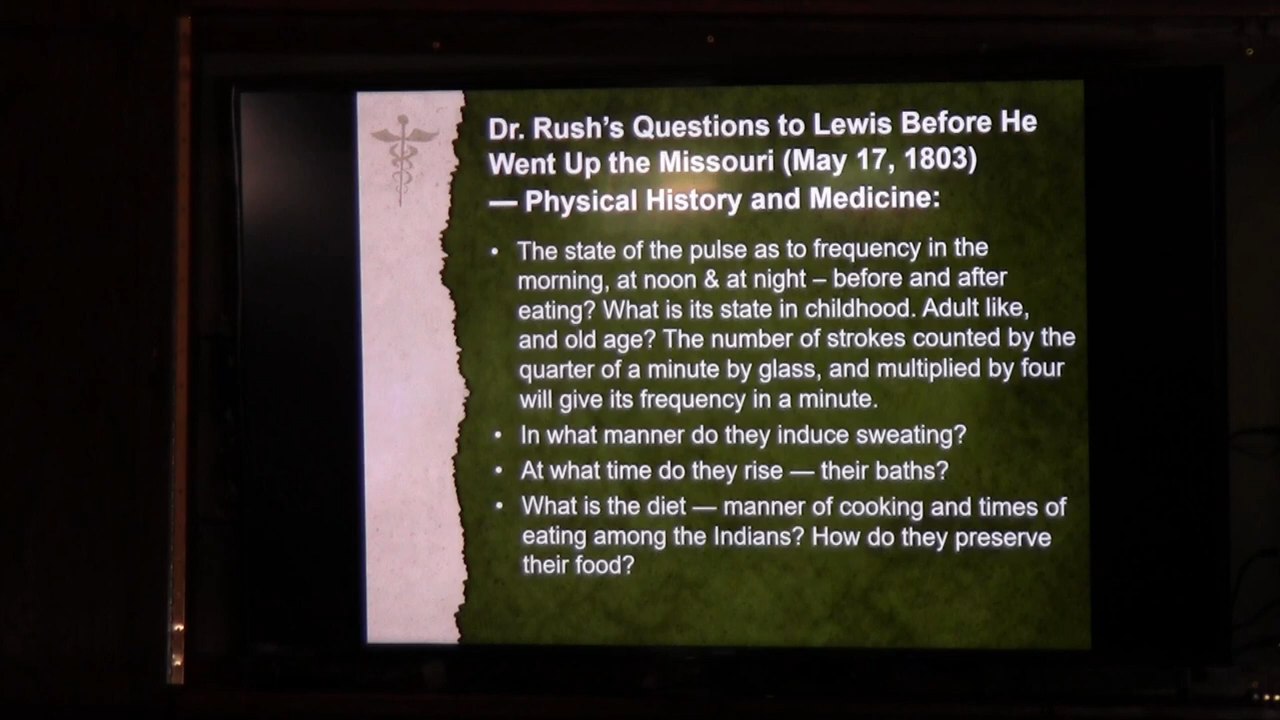 Dr. Rush's Questions to Lewis Before He
Went Up the Missouri (May 17, 1803)
— Physical History and Medicine:
• The state of the pulse as to frequency in the
morning, at noon & at night – before and after
eating? What is its state in childhood. Adult like,
and old age? The number of strokes counted by the
quarter of a minute by glass, and multiplied by four
will give its frequency in a minute.
• In what manner do they induce sweating?
• At what time do they rise — their baths?
• What is the diet — manner of cooking and times of
eating among the Indians? How do they preserve
their food?